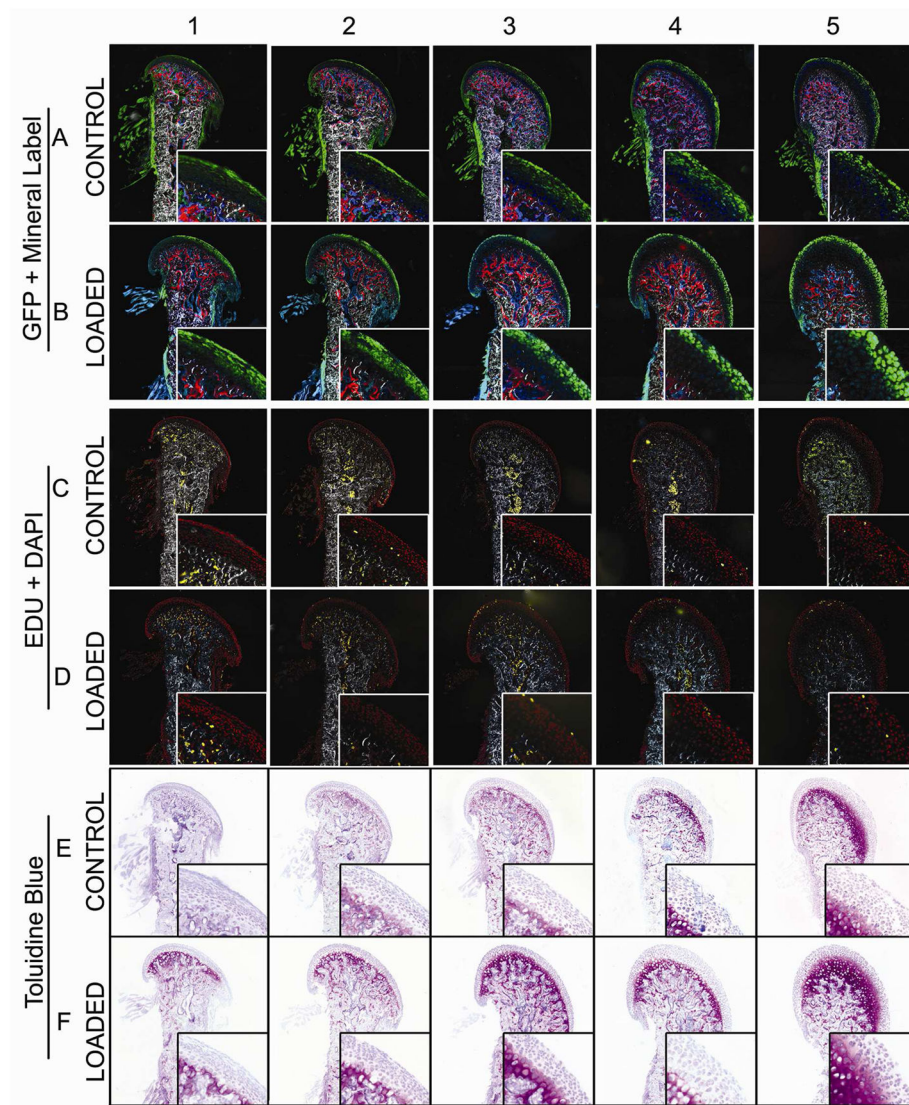 1 2 3 4 5
GFP + Mineral Label
A CONTROL
B LOADED
EDU + DAPI
C CONTROL
D LOADED
Toluidine Blue
E CONTROL
F LOADED